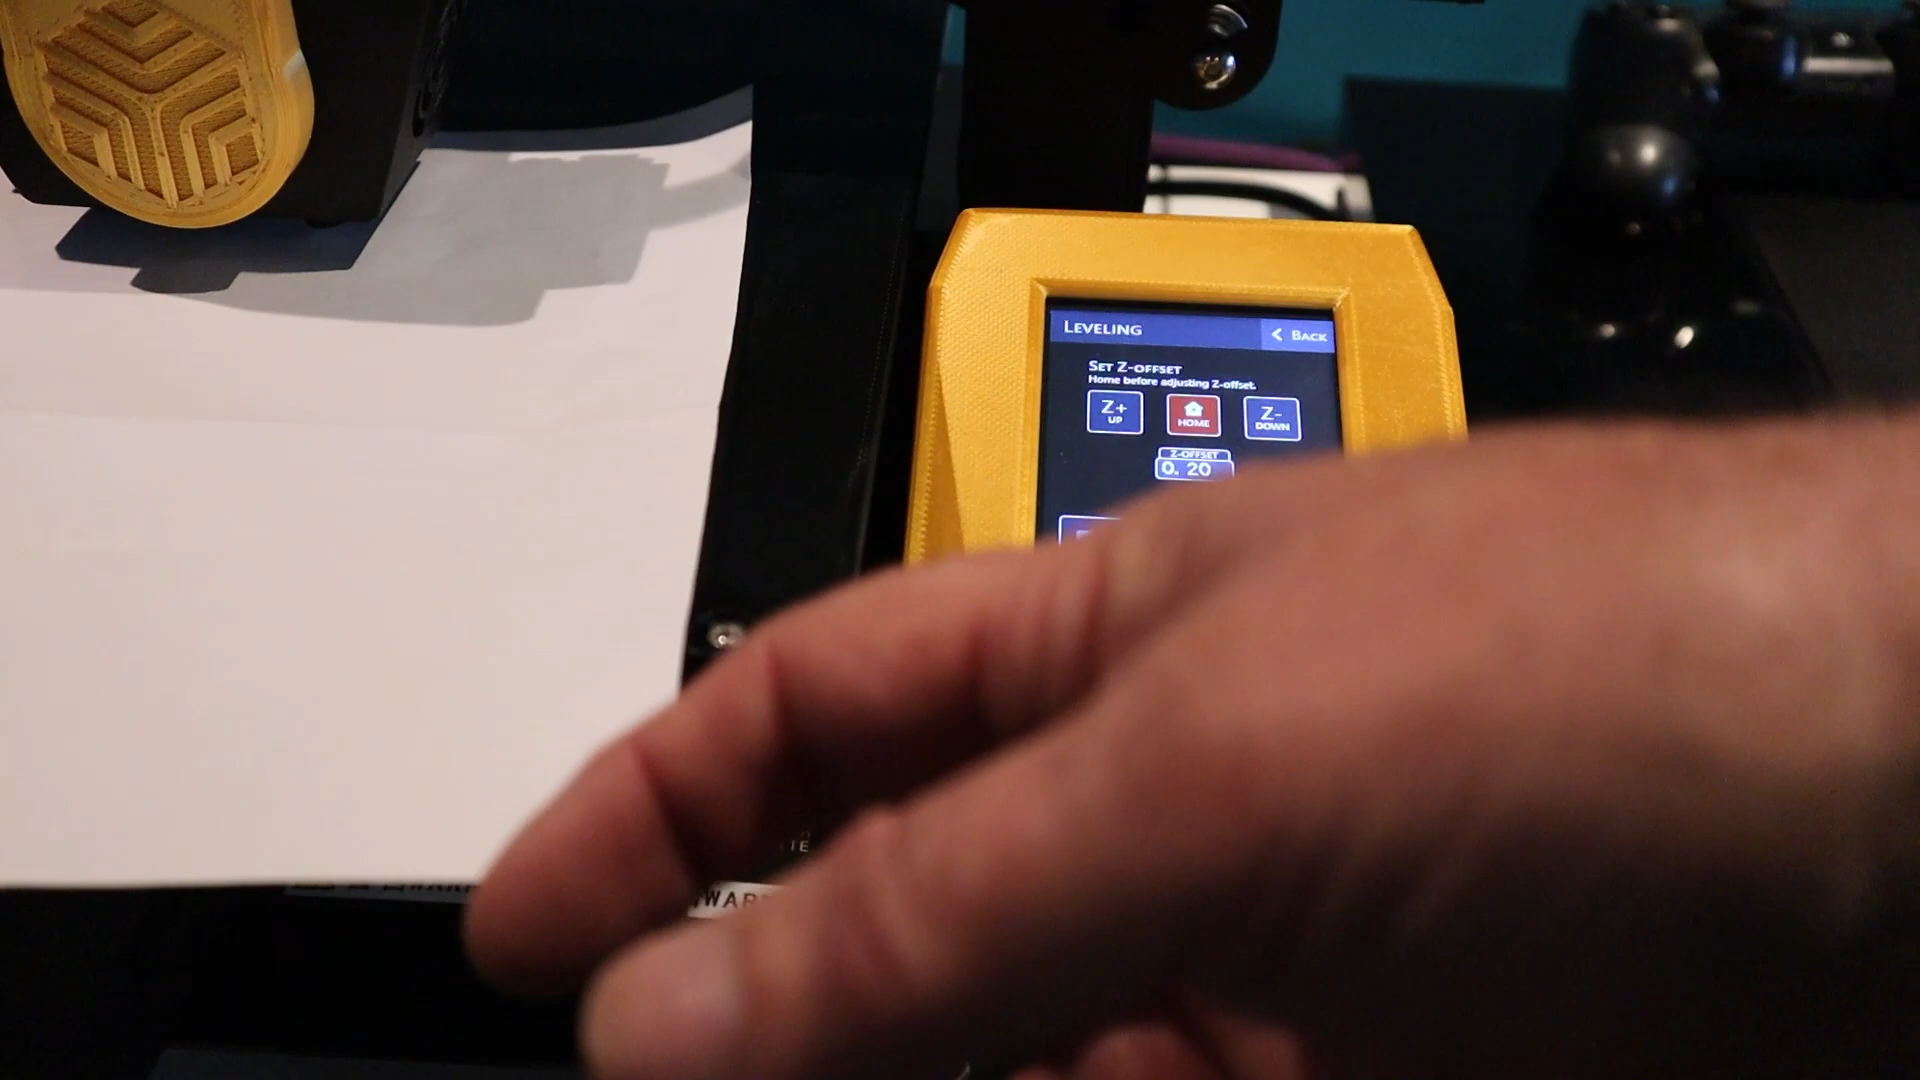 LEVELING
< BACK
SET Z-OFFSET
Home before adjusting Z-offset.
Z+
UP
HOME
Z-
DOWN
Z-OFFSET
0. 20